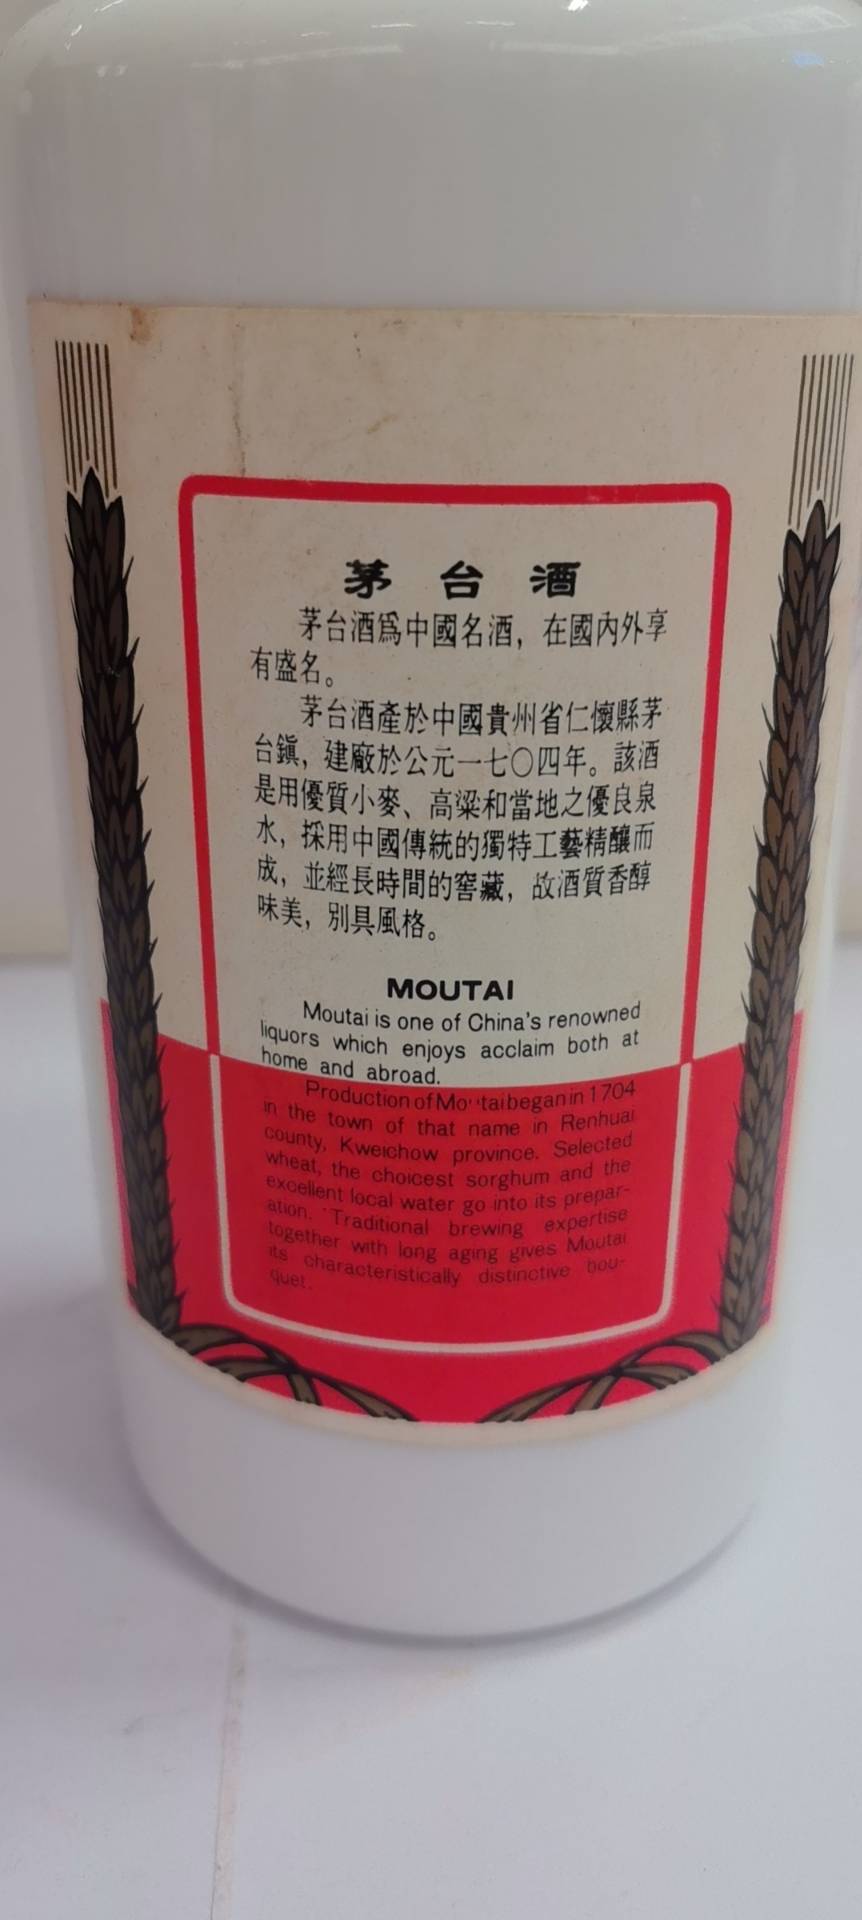 茅台酒
茅台酒爲中國名酒，在國內外享
有盛名。
茅台酒產於中國貴州省仁懷縣茅
台鎭，建廠於公元一七〇四年。該酒
是用優質小麥、高粱和當地之優良泉
水，採用中國傳統的獨特工藝精釀而
成，並經長時間的窖藏，故酒質香醇
味美，別具風格。
MOUTAI
Moutai is one of China's renowned
liquors which enjoys acclaim both at
home and abroad.
Production of Moutai began in 1704
in the town of that name in Renhuai
county, Kweichow province. Selected
wheat, the choicest sorghum and the
excellent local water go into its prepar-
ation. Traditional brewing expertise
together with long aging gives Moutai
its characteristically distinctive bou-
quet.